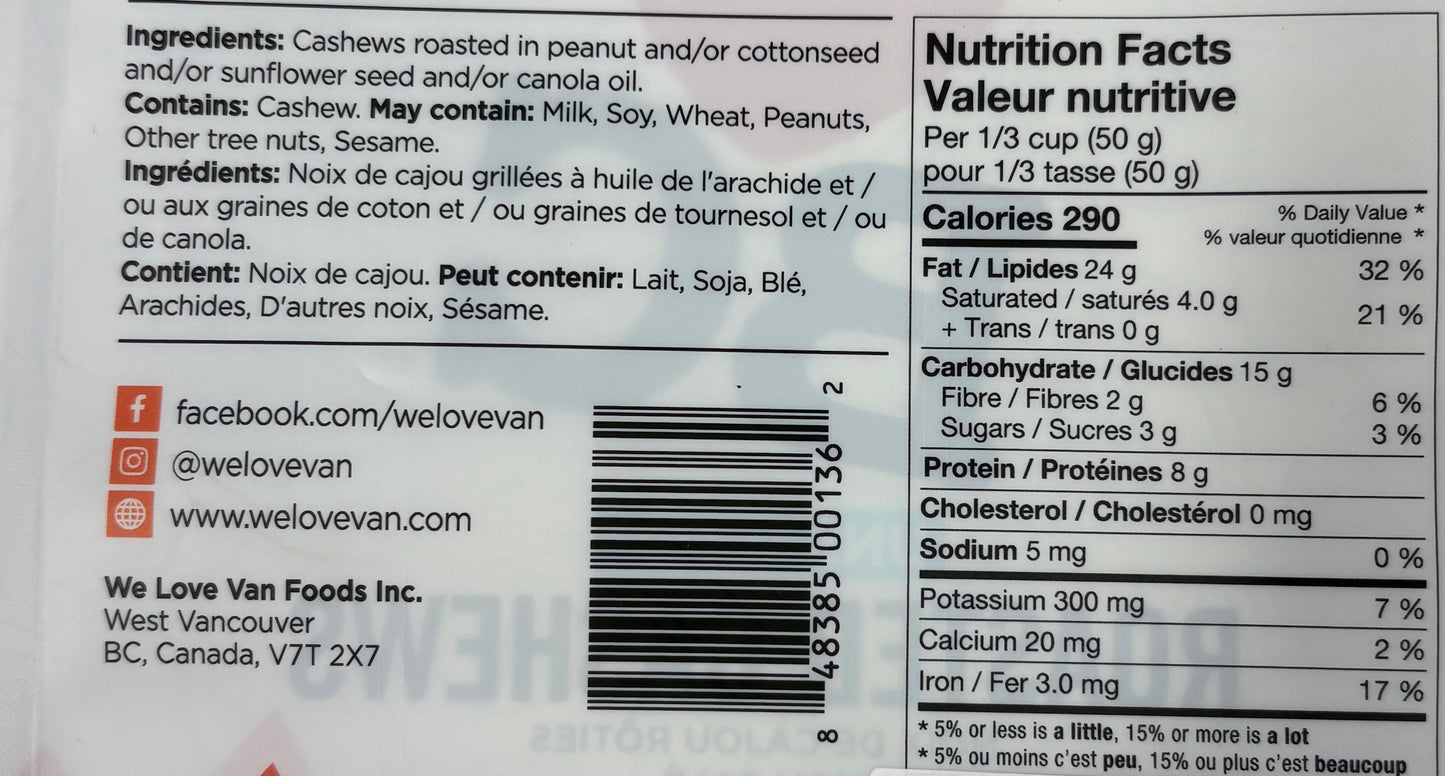 Ingredients: Cashews roasted in peanut and/or cottonseed
and/or sunflower seed and/or canola oil.
Contains: Cashew. May contain: Milk, Soy, Wheat, Peanuts,
Other tree nuts, Sesame.
Ingrédients: Noix de cajou grillées à huile de l'arachide et /
ou aux graines de coton et / ou graines de tournesol et / ou
de canola.
Contient: Noix de cajou. Peut contenir: Lait, Soja, Blé,
Arachides, D'autres noix, Sésame.
facebook.com/welovevan
@welovevan
www.welovevan.com
We Love Van Foods Inc.
West Vancouver
BC, Canada, V7T 2X7
8 48385 00136 2
Nutrition Facts
Valeur nutritive
Per 1/3 cup (50 g)
pour 1/3 tasse (50 g)
Calories 290
% Daily Value *
% valeur quotidienne *
Fat / Lipides 24 g 32 %
Saturated / saturés 4.0 g
+ Trans / trans 0 g 21 %
Carbohydrate / Glucides 15 g
Fibre / Fibres 2 g 6 %
Sugars / Sucres 3 g 3 %
Protein / Protéines 8 g
Cholesterol / Cholestérol 0 mg
Sodium 5 mg 0 %
Potassium 300 mg 7 %
Calcium 20 mg 2 %
Iron / Fer 3.0 mg 17 %
* 5% or less is a little, 15% or more is a lot
* 5% ou moins c'est peu, 15% ou plus c'est beaucoup